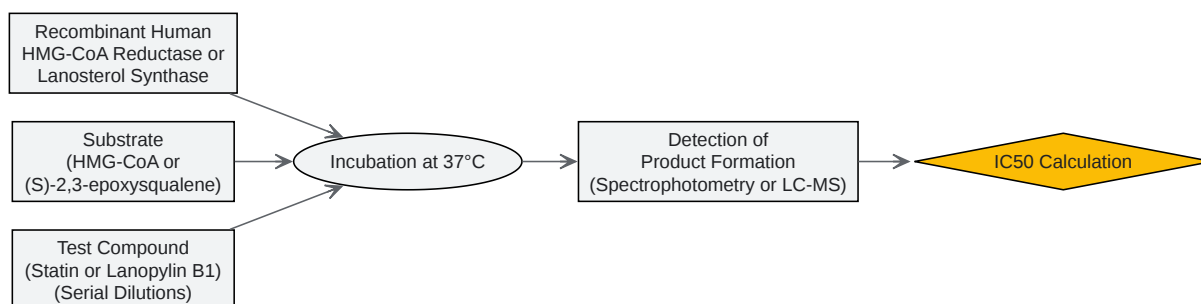 Recombinant Human
HMG-CoA Reductase or
Lanosterol Synthase
Substrate
(HMG-CoA or
(S)-2,3-epoxysqualene)
Test Compound
(Statin or Lanopylin B1)
(Serial Dilutions)
Incubation at 37°C
Detection of
Product Formation
(Spectrophotometry or LC-MS)
IC50 Calculation